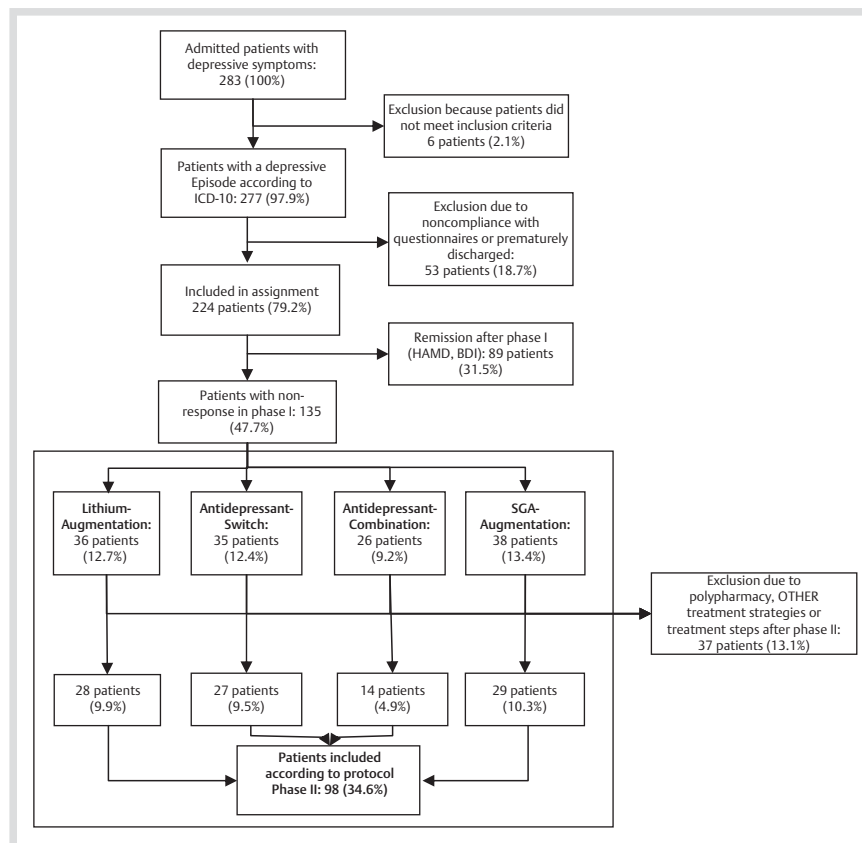 Admitted patients with
depressive symptoms:
283 (100%)
Exclusion because patients did
not meet inclusion criteria
6 patients (2.1%)
Patients with a depressive
Episode according to
ICD-10: 277 (97.9%)
Exclusion due to
noncompliance with
questionnaires or prematurely
discharged:
53 patients (18.7%)
Included in assignment
224 patients (79.2%)
Remission after phase I
(HAMD, BDI): 89 patients
(31.5%)
Patients with non-
response in phase I: 135
(47.7%)
Lithium-
Augmentation:
36 patients
(12.7%)
Antidepressant-
Switch:
35 patients
(12.4%)
Antidepressant-
Combination:
26 patients
(9.2%)
SGA-
Augmentation:
38 patients
(13.4%)
Exclusion due to
polypharmacy, OTHER
treatment strategies or
treatment steps after phase II:
37 patients (13.1%)
28 patients
(9.9%)
27 patients
(9.5%)
14 patients
(4.9%)
29 patients
(10.3%)
Patients included
according to protocol
Phase II: 98 (34.6%)